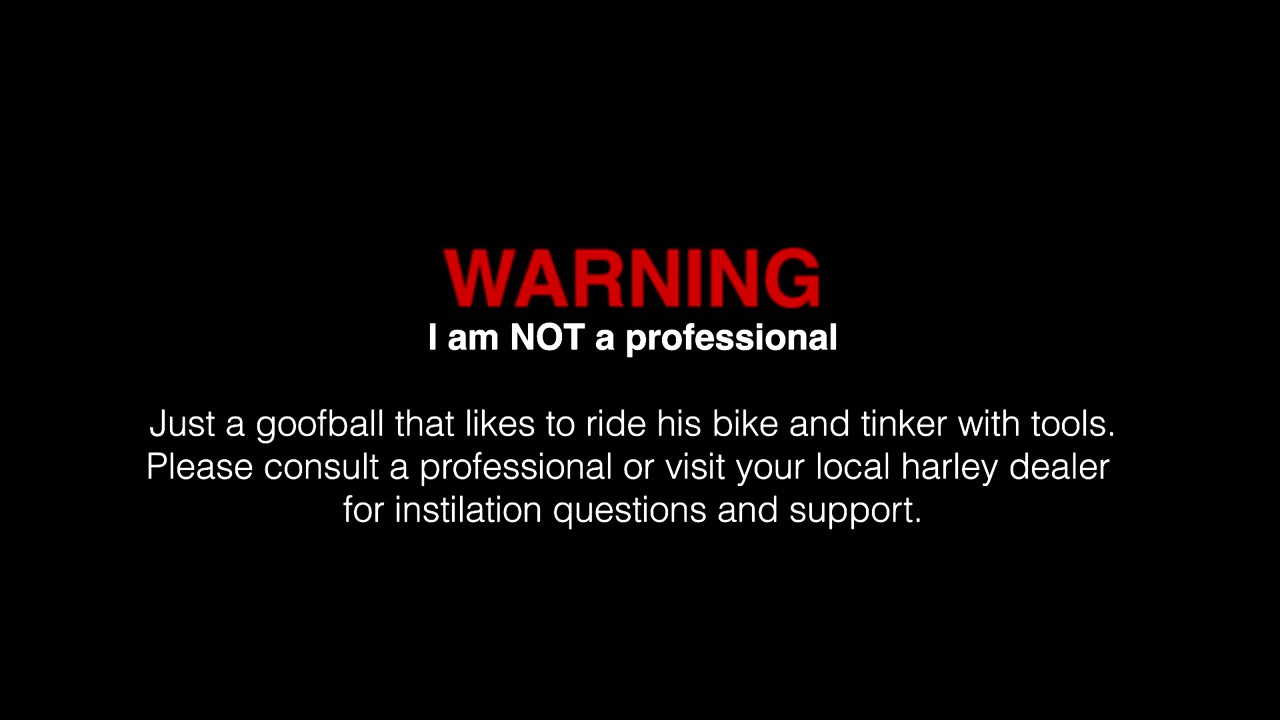 WARNING
I am NOT a professional
Just a goofball that likes to ride his bike and tinker with tools.
Please consult a professional or visit your local harley dealer
for instilation questions and support.